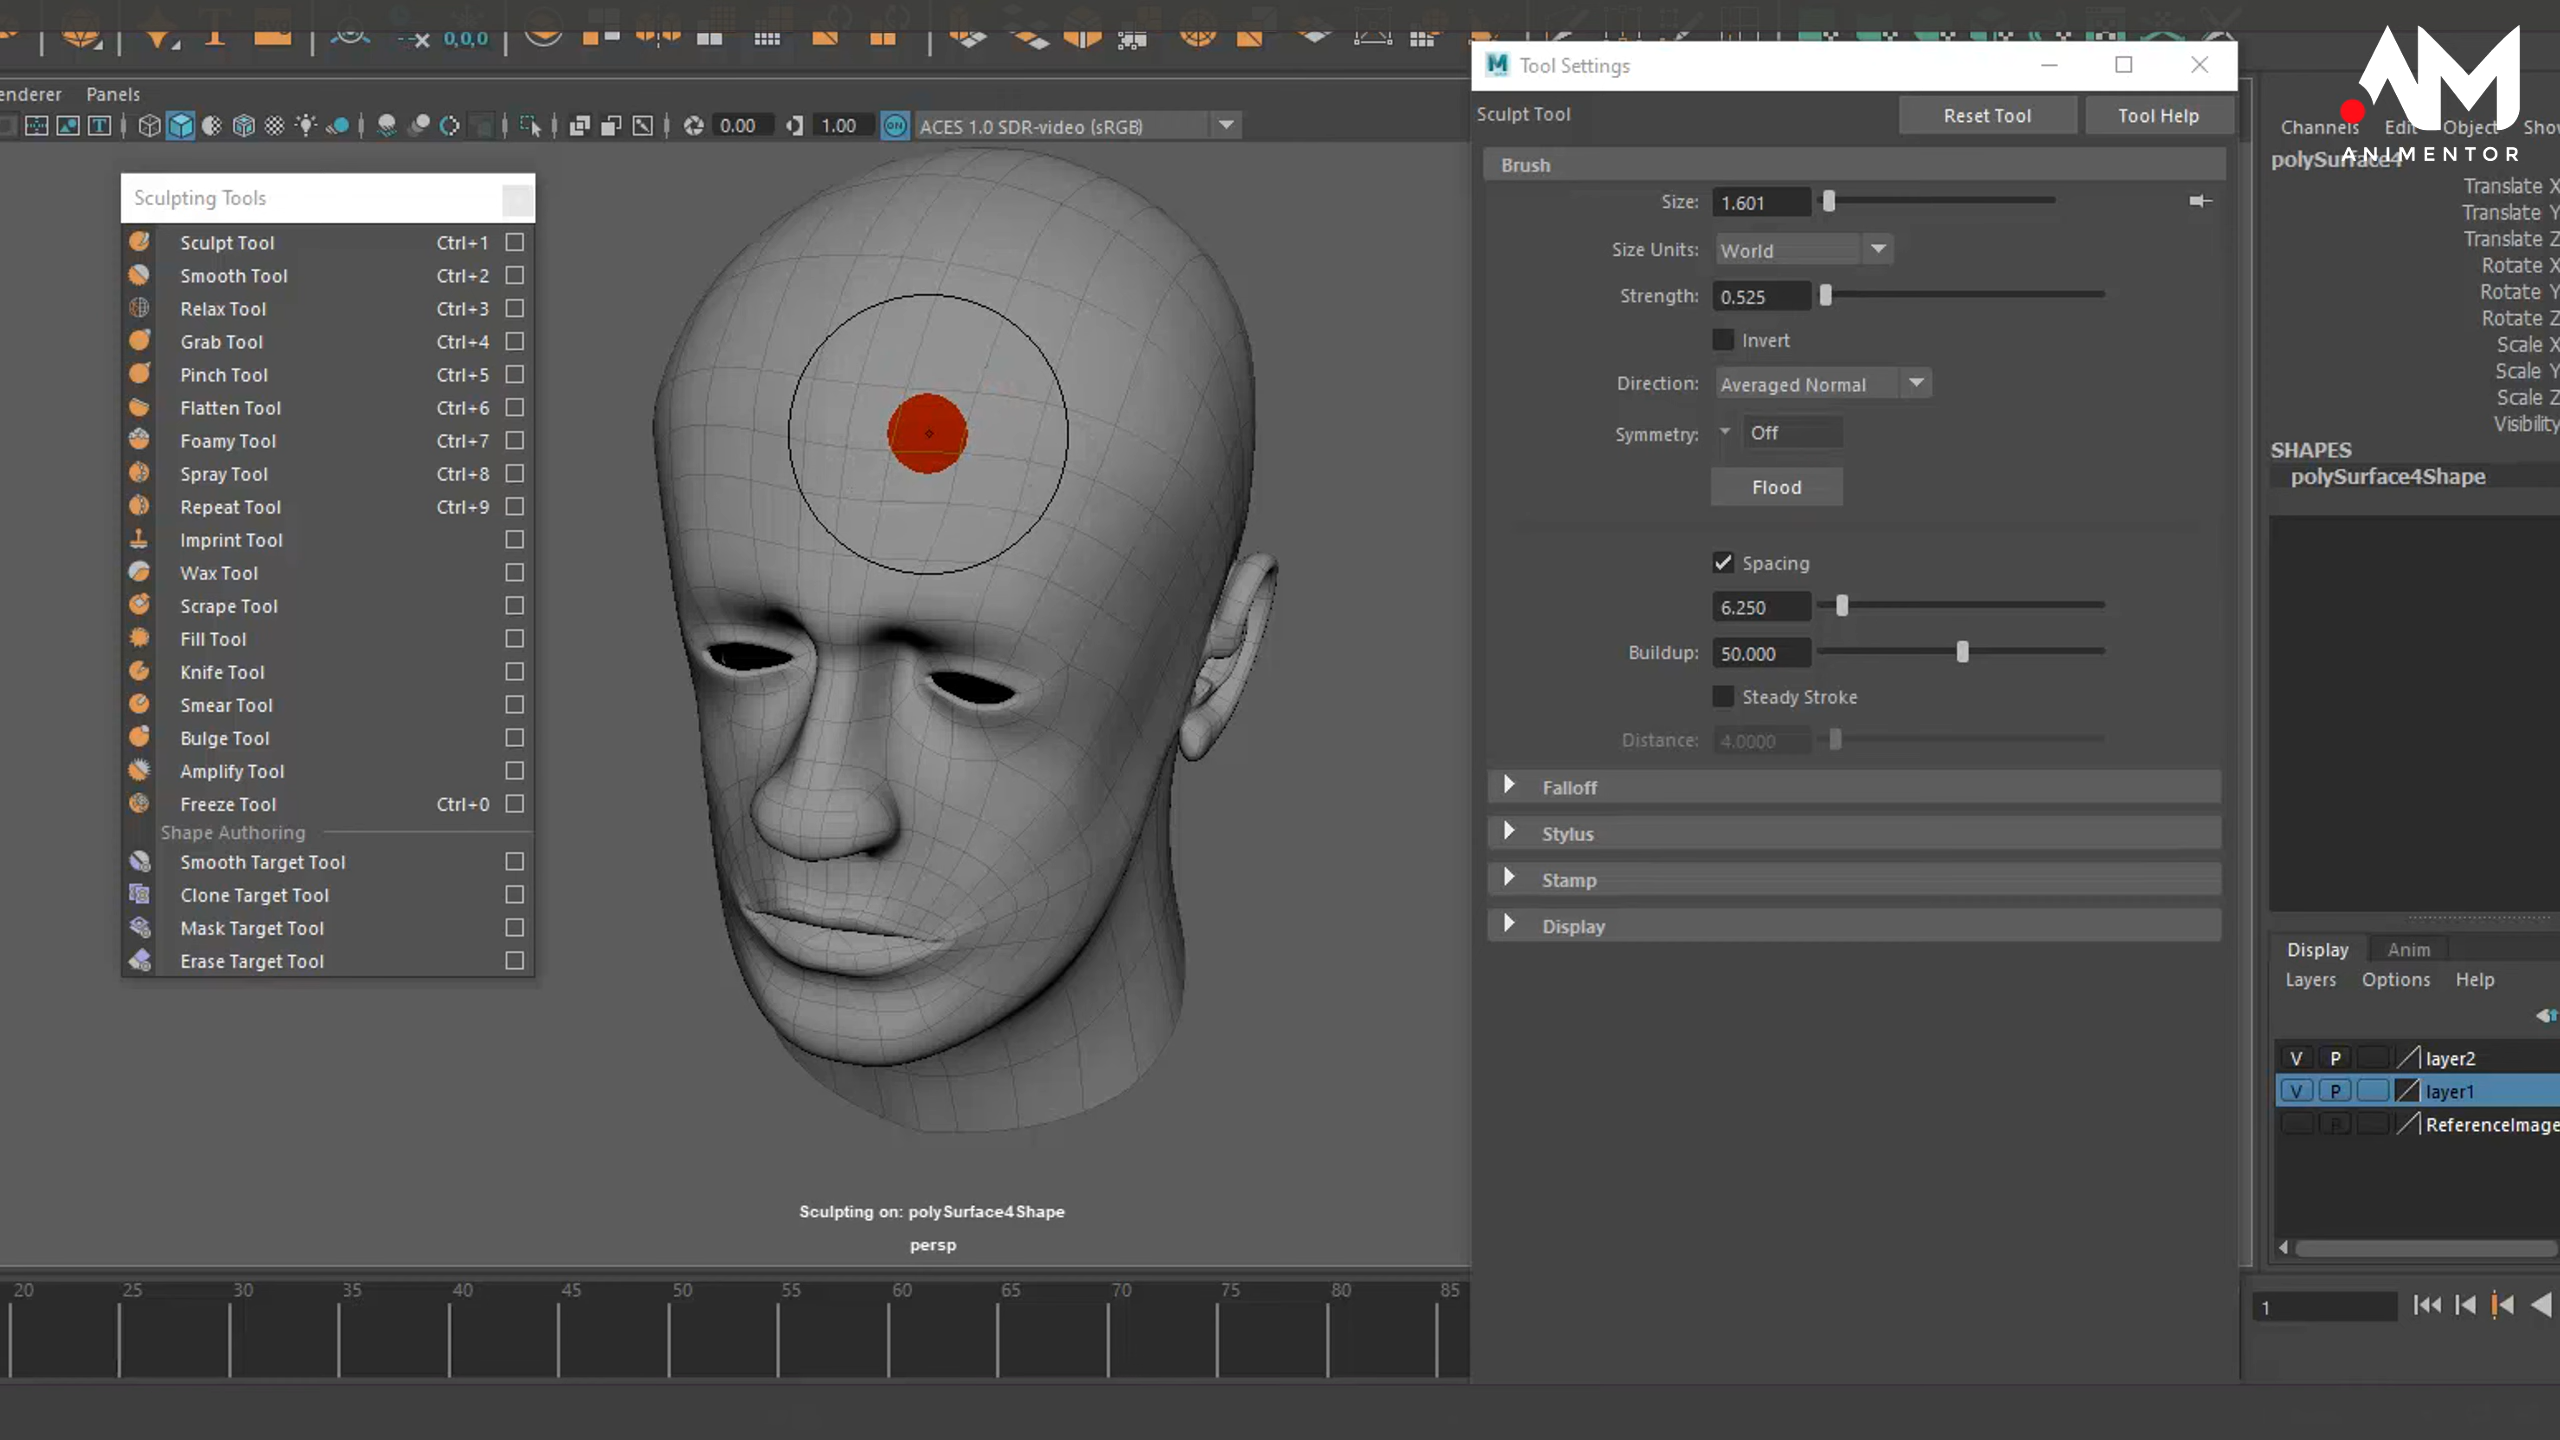 0,0,0
enderer Panels
0.00 1.00 ON ACES 1.0 SDR-video (sRGB)
Sculpting Tools
Sculpt Tool Ctrl+1
Smooth Tool Ctrl+2
Relax Tool Ctrl+3
Grab Tool Ctrl+4
Pinch Tool Ctrl+5
Flatten Tool Ctrl+6
Foamy Tool Ctrl+7
Spray Tool Ctrl+8
Repeat Tool Ctrl+9
Imprint Tool
Wax Tool
Scrape Tool
Fill Tool
Knife Tool
Smear Tool
Bulge Tool
Amplify Tool
Freeze Tool Ctrl+0
Shape Authoring
Smooth Target Tool
Clone Target Tool
Mask Target Tool
Erase Target Tool
Sculpting on: polySurface4Shape
persp
20 25 30 35 40 45 50 55 60 65 70 75 80 85
M Tool Settings
Sculpt Tool Reset Tool Tool Help
Brush
Size: 1.601
Size Units: World
Strength: 0.525
Invert
Direction: Averaged Normal
Symmetry: Off
Flood
Spacing
6.250
Buildup: 50.000
Steady Stroke
Distance: 4.0000
Falloff
Stylus
Stamp
Display
AM
ANIMENTOR
Channels Edit Object Show
polySurface4
Translate X
Translate Y
Translate Z
Rotate X
Rotate Y
Rotate Z
Scale X
Scale Y
Scale Z
Visibility
SHAPES
polySurface4Shape
Display Anim
Layers Options Help
V P layer2
V P layer1
R ReferenceImage
1